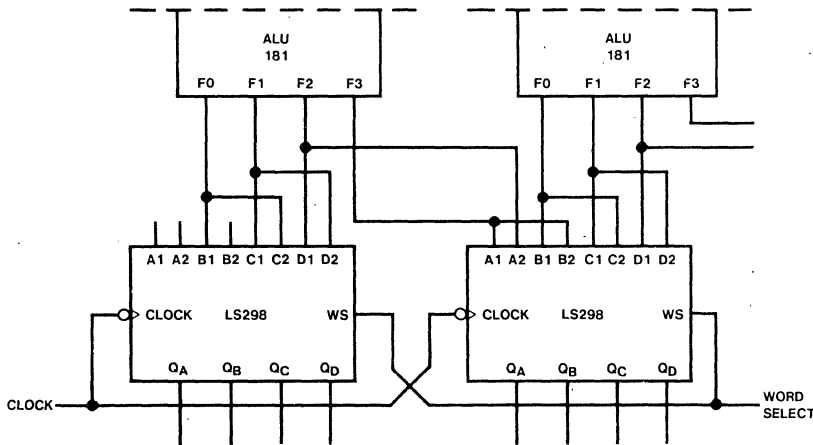 ALU
181
F0 F1 F2 F3
ALU
181
F0 F1 F2 F3
A1 A2 B1 B2 C1 C2 D1 D2
CLOCK LS298 WS
QA QB QC QD
A1 A2 B1 B2 C1 C2 D1 D2
CLOCK LS298 WS
QA QB QC QD
CLOCK
WORD
SELECT